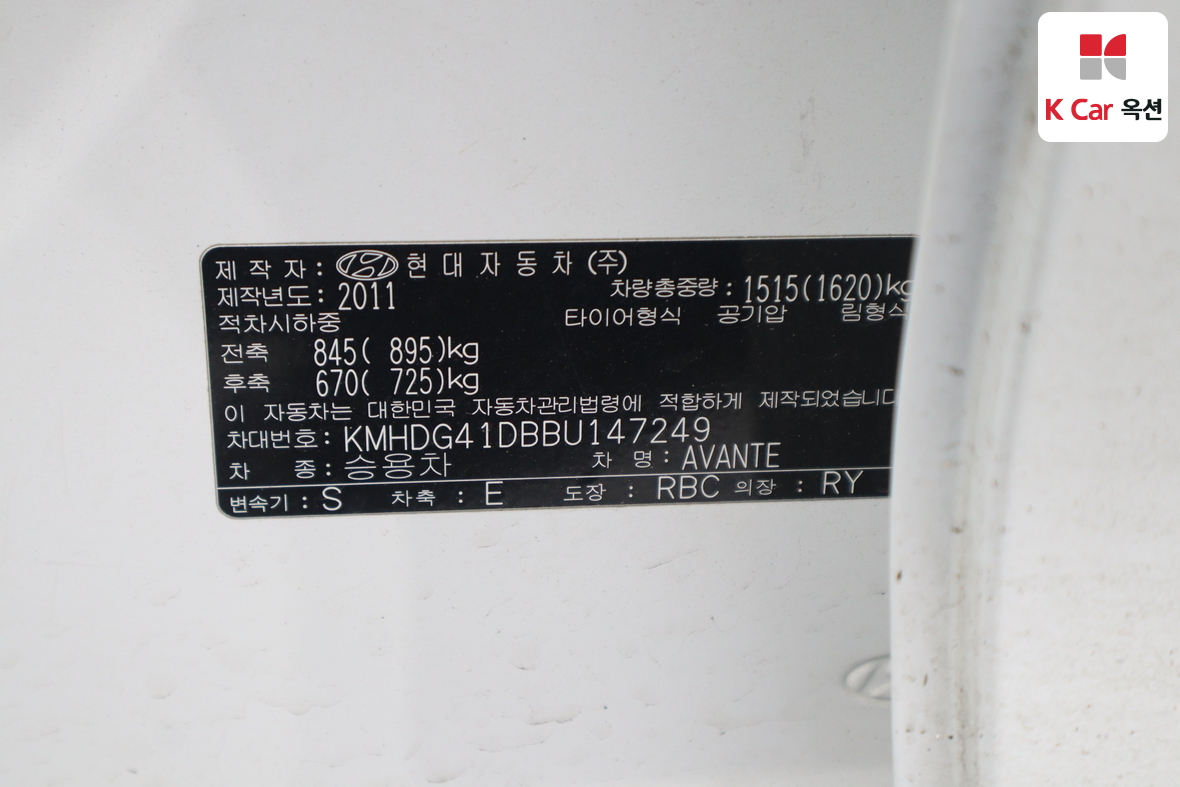 K Car 옥션
제 작 자 : 현 대 자 동 차 (주)
제작년도 : 2011 차량총중량 : 1515(1620)kg
적차시하중 타이어형식 공기압 림형식
전축 845( 895)kg
후축 670( 725)kg
이 자동차는 대한민국 자동차관리법령에 적합하게 제작되었습니다
차대번호 : KMHDG41DBBU147249
차 종 : 승용차 차 명 : AVANTE
변속기 : S 차축 : E 도장 : RBC 의장 : RY